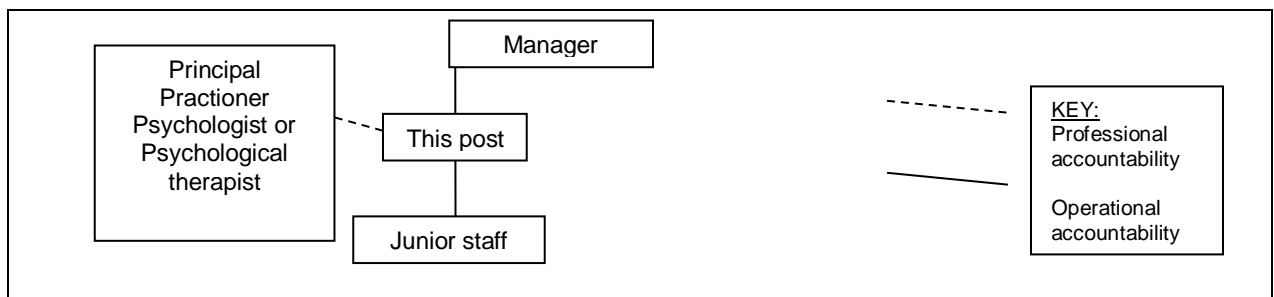 Manager
Principal
Practioner
Psychologist or
Psychological
therapist
This post
Junior staff
KEY:
Professional
accountability
Operational
accountability